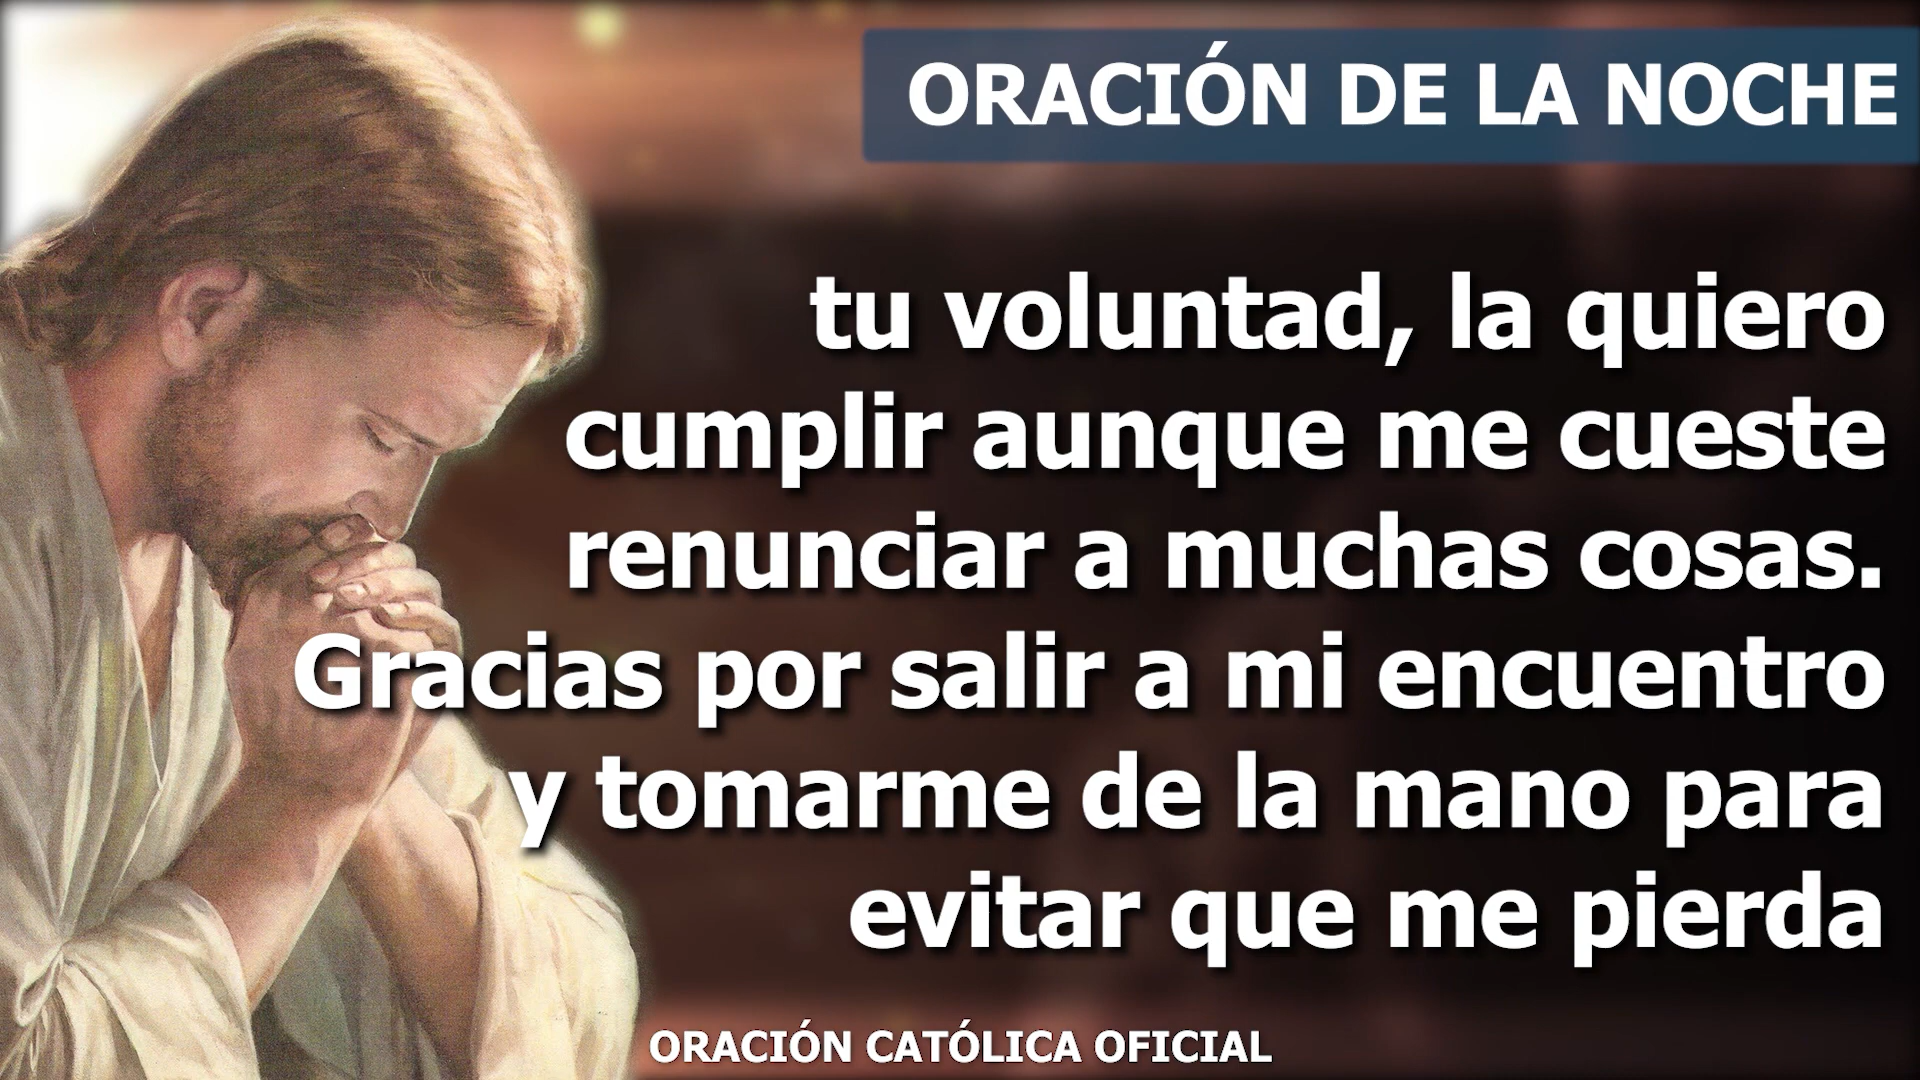 ORACIÓN DE LA NOCHE
tu voluntad, la quiero
cumplir aunque me cueste
renunciar a muchas cosas.
Gracias por salir a mi encuentro
y tomarme de la mano para
evitar que me pierda
ORACIÓN CATÓLICA OFICIAL